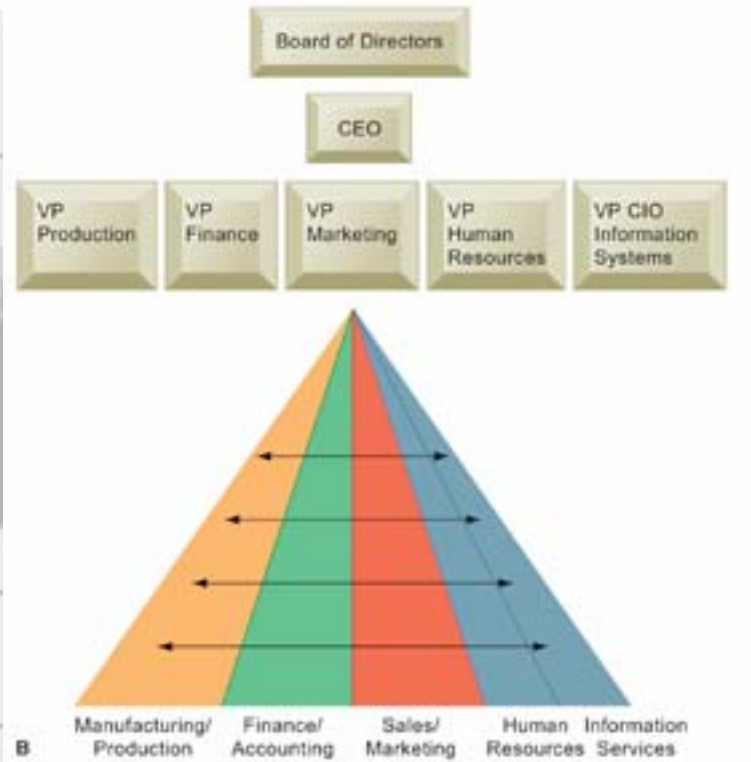 Board of Directors
CEO
VP
Production
VP
Finance
VP
Marketing
VP
Human
Resources
VP CIO
Information
Systems
Manufacturing/
Production
Finance/
Accounting
Sales/
Marketing
Human
Resources
Information
Services
B